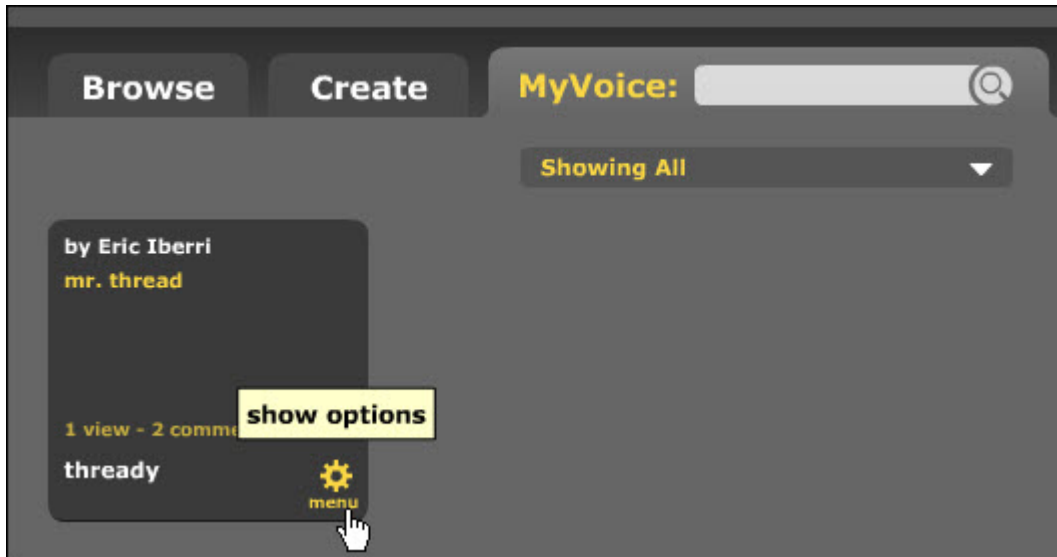 Browse Create MyVoice:
Showing All
by Eric Iberri
mr. thread
show options
1 view - 2 comme
thready
menu